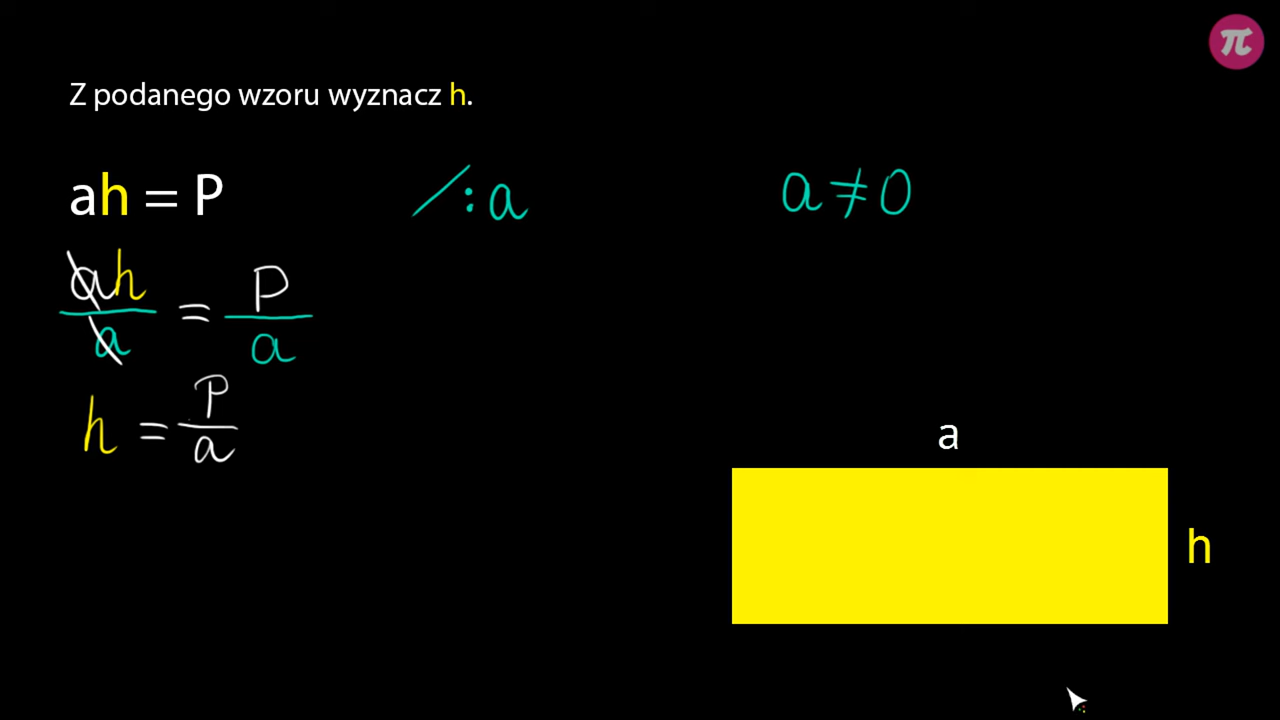 π
Z podanego wzoru wyznacz h.
ah = P /:a a ≠ 0
ah/a = P/a
h = P/a
a
h